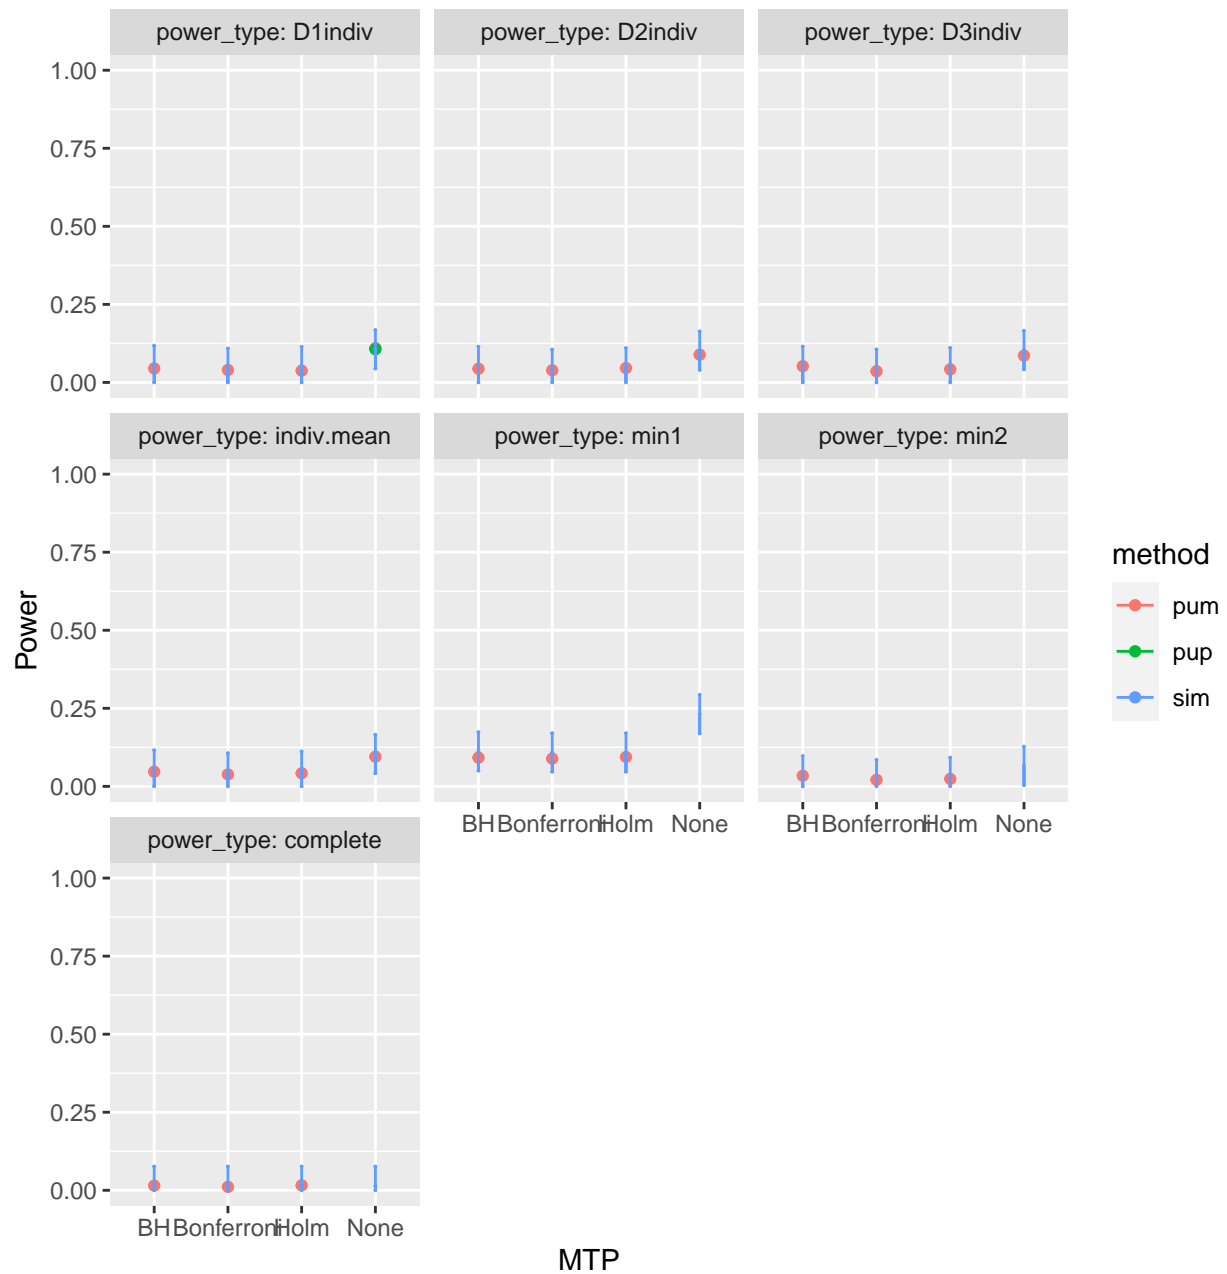 power_type: D1indiv
power_type: D2indiv
power_type: D3indiv
1.00
0.75
0.50
0.25
0.00
power_type: indiv.mean
power_type: min1
power_type: min2
1.00
0.75
0.50
0.25
0.00
BH Bonferroni Holm None
BH Bonferroni Holm None
power_type: complete
1.00
0.75
0.50
0.25
0.00
BH Bonferroni Holm None
Power
MTP
method
pum
pup
sim